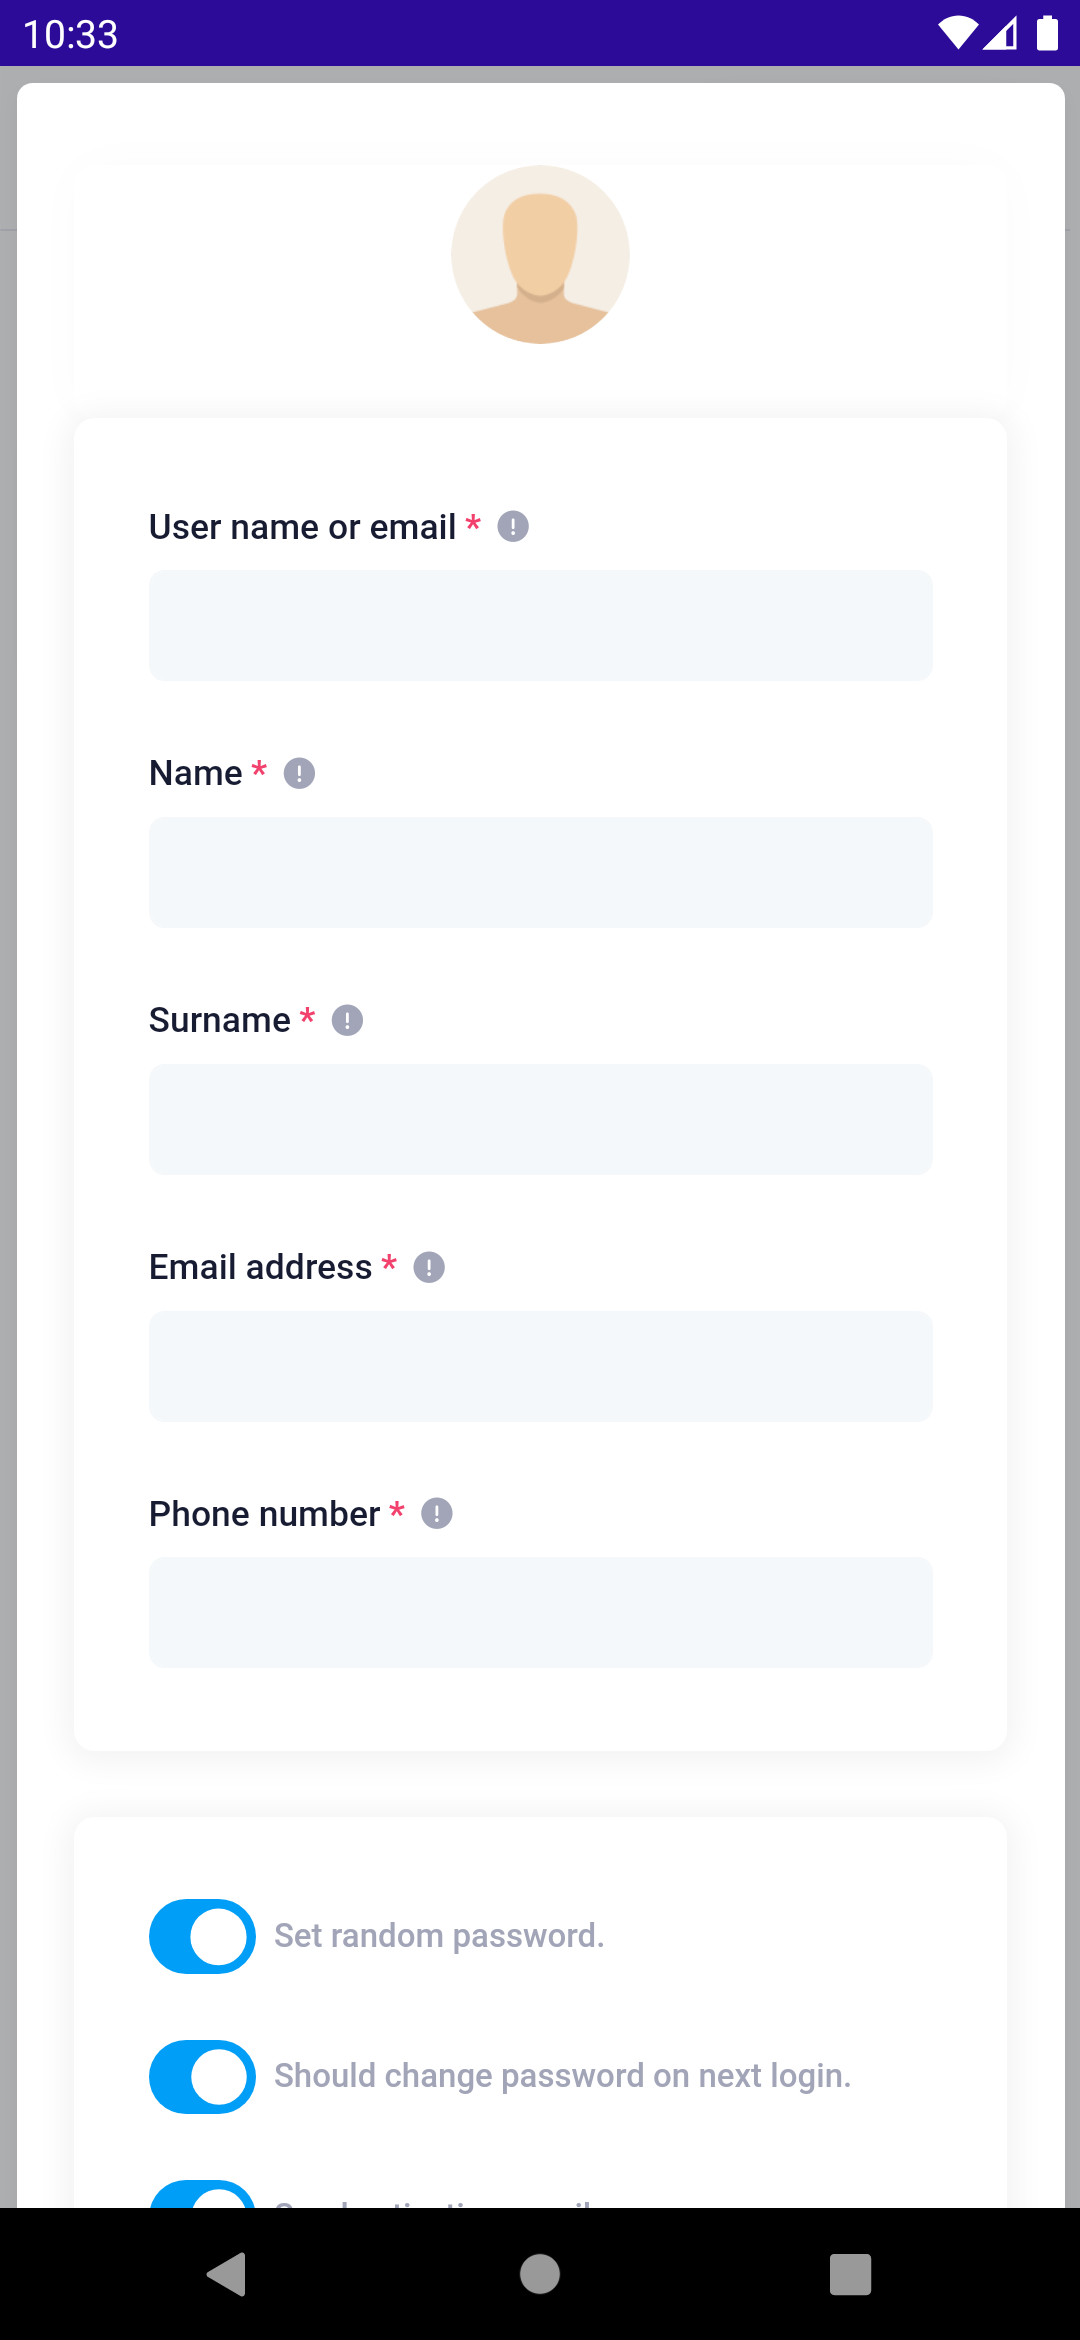 10:33
User name or email *
Name *
Surname *
Email address *
Phone number *
Set random password.
Should change password on next login.